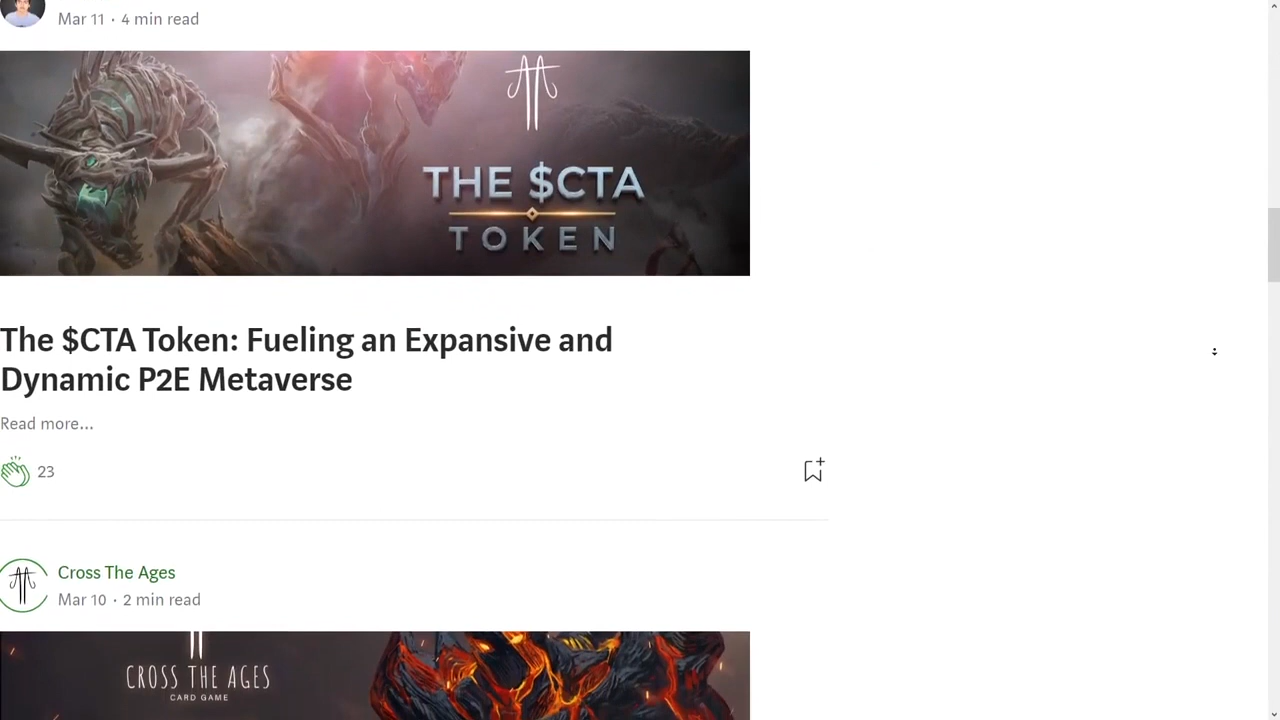 Mar 11 · 4 min read
THE $CTA
TOKEN
The $CTA Token: Fueling an Expansive and
Dynamic P2E Metaverse
Read more...
23
Cross The Ages
Mar 10 · 2 min read
CROSS THE AGES
CARD GAME